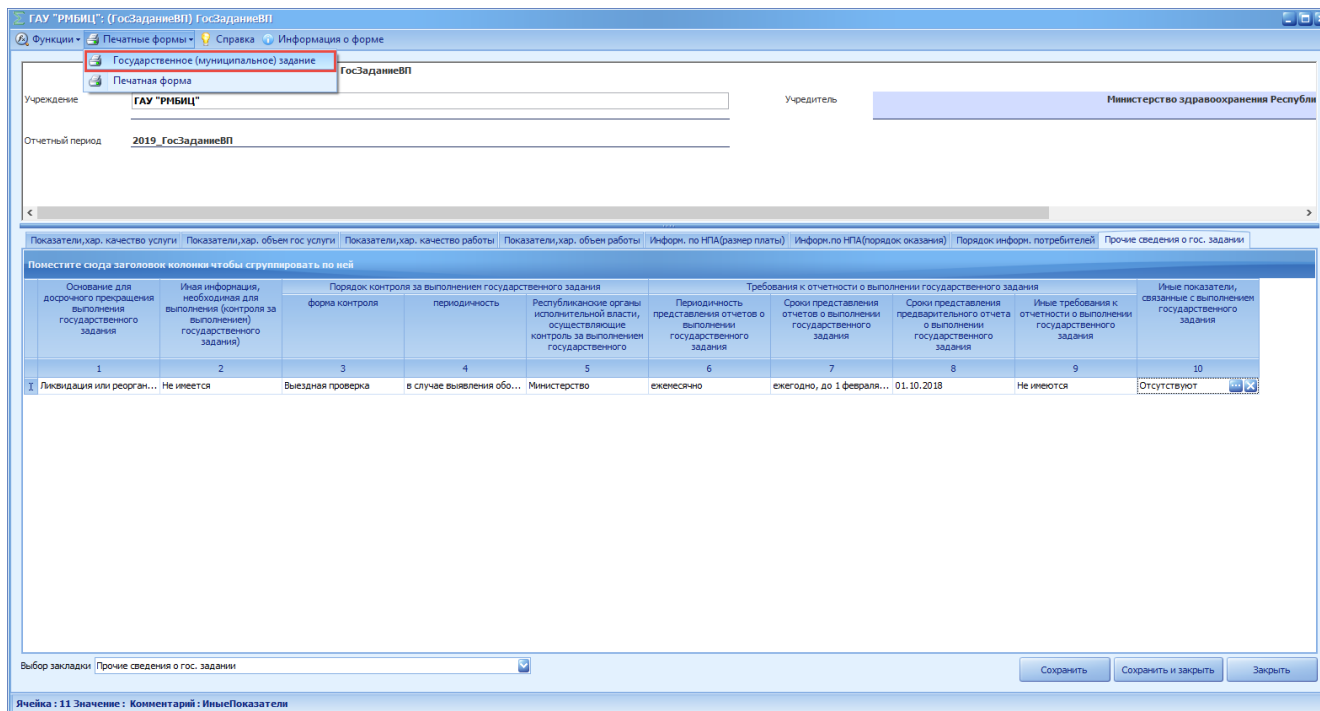 ГАУ "РМБИЦ": (ГосЗаданиеВП) ГосЗаданиеВП
Функции Печатные формы Справка Информация о форме
Государственное (муниципальное) задание
Печатная форма
ГосЗаданиеВП
Учреждение ГАУ "РМБИЦ" Учредитель Министерство здравоохранения Республи
Отчетный период 2019_ГосЗаданиеВП
Показатели,хар. качество услуги Показатели,хар. объем гос услуги Показатели,хар. качество работы Показатели,хар. объем работы Информ. по НПА(размер платы) Информ.по НПА(порядок оказания) Порядок информ. потребителей Прочие сведения о гос. задании
Поместите сюда заголовок колонки чтобы сгруппировать по ней
Основание для
досрочного прекращения
выполнения
государственного
задания
Иная информация,
необходимая для
выполнения (контроля за
выполнением)
государственного
задания)
Порядок контроля за выполнением государственного задания
форма контроля
периодичность
Республиканские органы
исполнительной власти,
осуществляющие
контроль за выполнением
государственного
Требования к отчетности о выполнении государственного задания
Периодичность
представления отчетов о
выполнении
государственного
задания
Сроки представления
отчетов о выполнении
государственного
задания
Сроки представления
предварительного отчета
о выполнении
государственного
задания
Иные требования к
отчетности о выполнении
государственного
задания
Иные показатели,
связанные с выполнением
государственного
задания
1 2 3 4 5 6 7 8 9 10
Ликвидация или реорган... Не имеется Выездная проверка в случае выявления обо... Министерство ежемесячно ежегодно, до 1 февраля... 01.10.2018 Не имеются Отсутствуют
Выбор закладки Прочие сведения о гос. задании
Сохранить Сохранить и закрыть Закрыть
Ячейка : 11 Значение : Комментарий : ИныеПоказатели